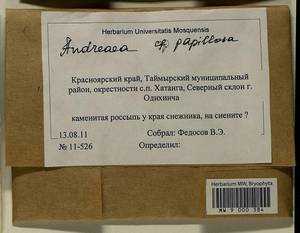 Herbarium Universitatis Mosquensis
Andreaea cf. papillosa
Красноярский край, Таймырский муниципальный
район, окрестности с.п. Хатанга, Северный склон г.
Одихинча
каменитая россыпь у края снежника, на сиените ?
13.08.11
Собрал: Федосов В.Э.
№ 11-526
Определил:
Herbarium MW, Bryophyta
MW 9 000 384